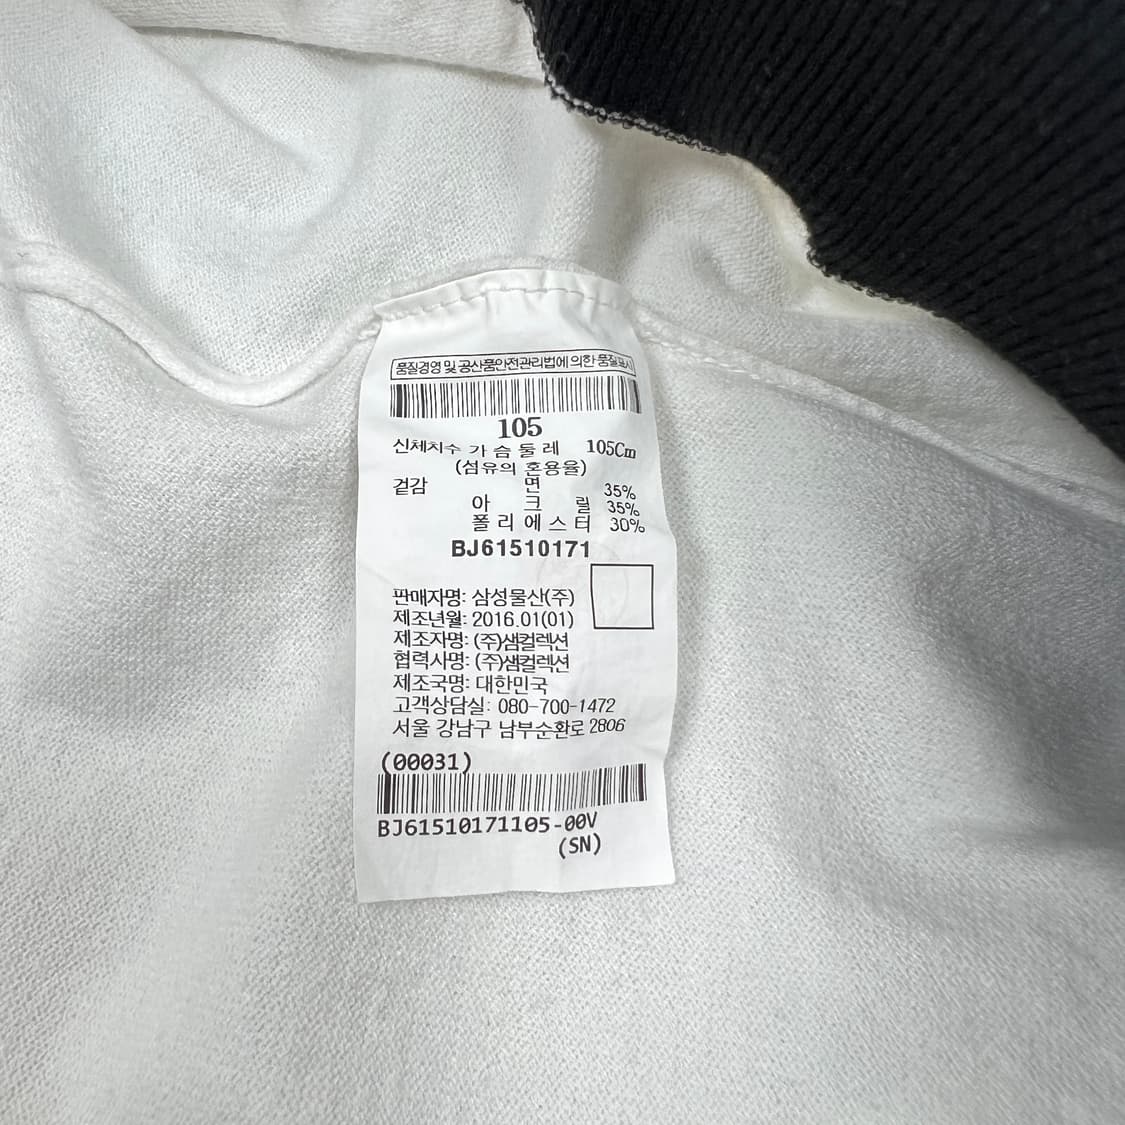 품질경영 및 공산품안전관리법에 의한 품질표시
105
신체치수 가슴둘레 105Cm
(섬유의 혼용율)
겉감 면 35%
아크릴 35%
폴리에스터 30%
BJ61510171
판매자명: 삼성물산(주)
제조년월: 2016.01(01)
제조자명: (주)샘컬렉션
협력사명: (주)샘컬렉션
제조국명: 대한민국
고객상담실: 080-700-1472
서울 강남구 남부순환로 2806
(00031)
BJ61510171105-00V
(SN)